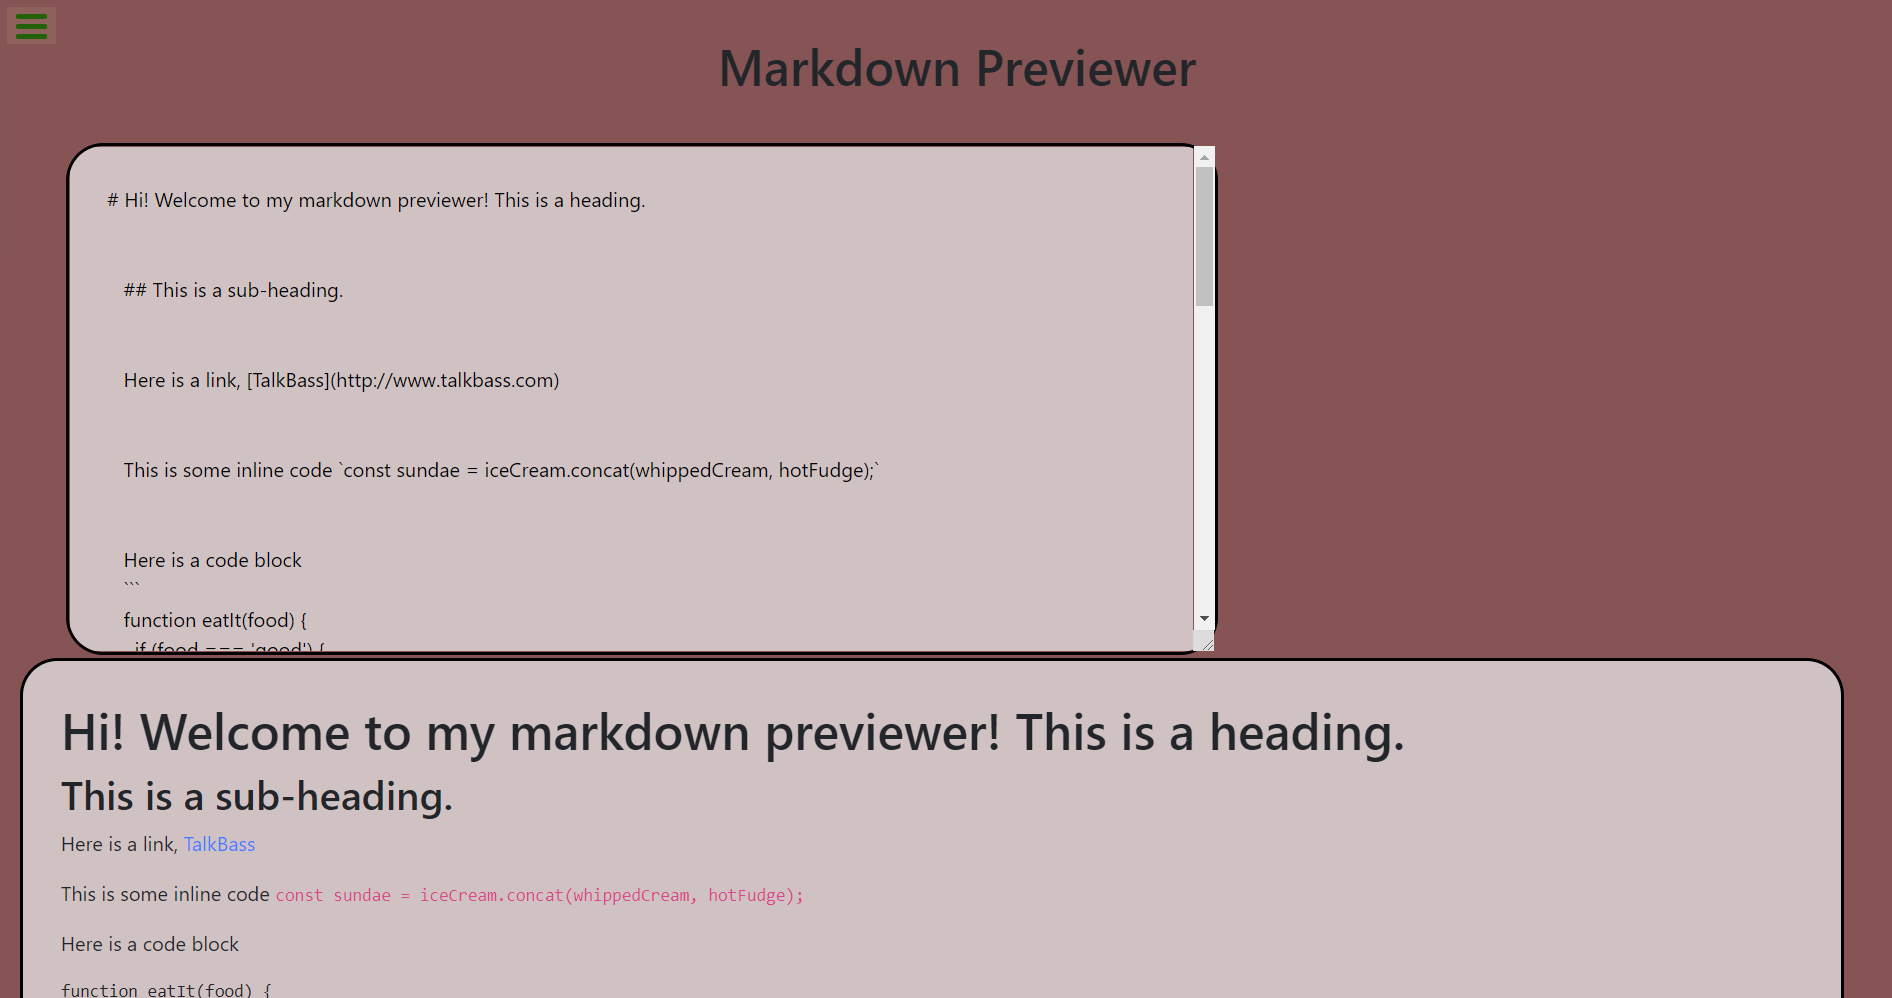 Markdown Previewer
# Hi! Welcome to my markdown previewer! This is a heading.
## This is a sub-heading.
Here is a link, [TalkBass](http://www.talkbass.com)
This is some inline code `const sundae = iceCream.concat(whippedCream, hotFudge);`
Here is a code block
```
function eatIt(food) {
if (food === 'good') {
Hi! Welcome to my markdown previewer! This is a heading.
This is a sub-heading.
Here is a link, TalkBass
This is some inline code const sundae = iceCream.concat(whippedCream, hotFudge);
Here is a code block
function eatIt(food) {